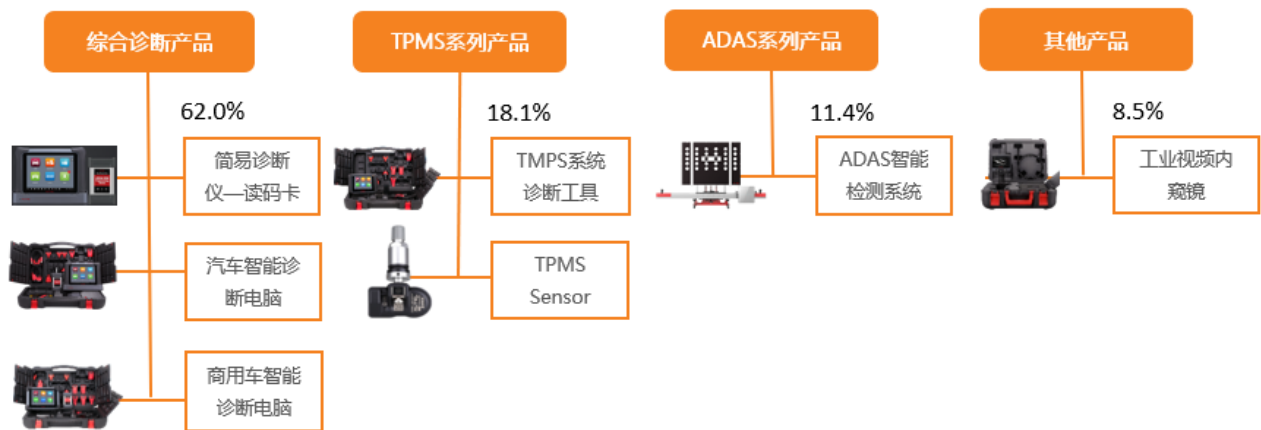 综合诊断产品
TPMS系列产品
ADAS系列产品
其他产品
62.0%
18.1%
11.4%
8.5%
简易诊断
仪—读码卡
TMPS系统
诊断工具
ADAS智能
检测系统
工业视频内
窥镜
汽车智能诊
断电脑
TPMS
Sensor
商用车智能
诊断电脑